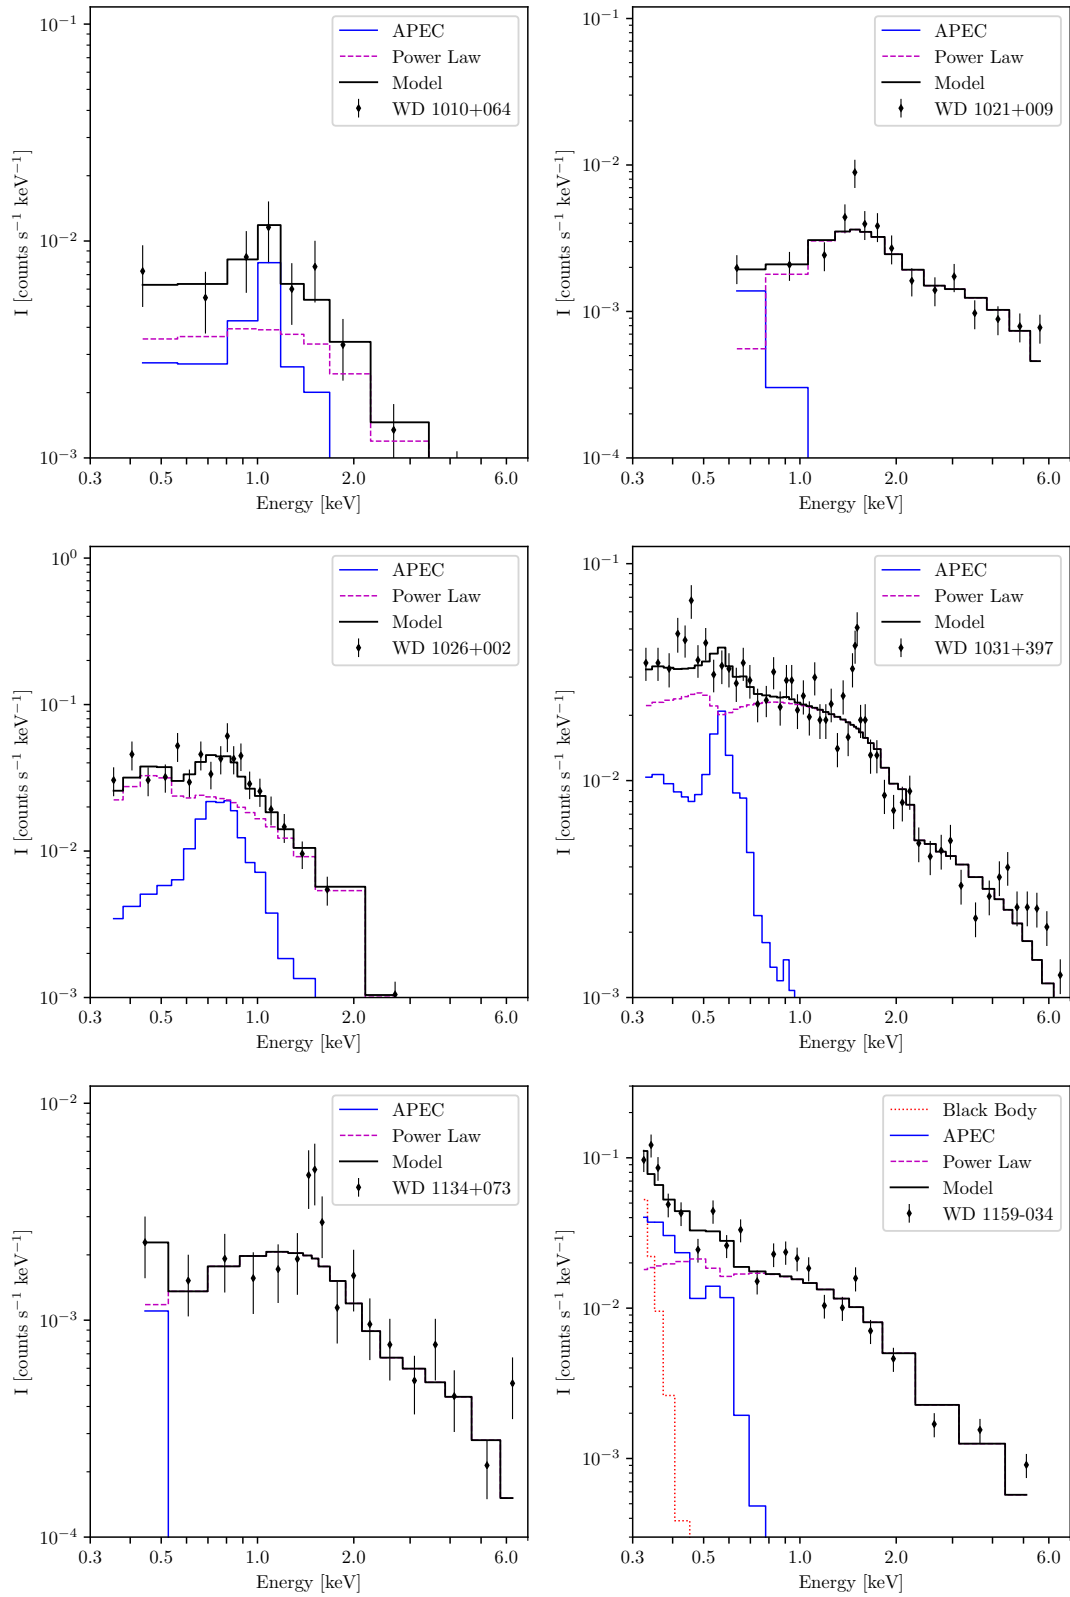 APEC
Power Law
Model
WD 1010+064
I [counts s⁻¹ keV⁻¹]
10⁻¹
10⁻²
10⁻³
0.3 0.5 1.0 2.0 6.0
Energy [keV]
APEC
Power Law
Model
WD 1021+009
I [counts s⁻¹ keV⁻¹]
10⁻¹
10⁻²
10⁻³
10⁻⁴
0.3 0.5 1.0 2.0 6.0
Energy [keV]
APEC
Power Law
Model
WD 1026+002
I [counts s⁻¹ keV⁻¹]
10⁰
10⁻¹
10⁻²
10⁻³
0.3 0.5 1.0 2.0 6.0
Energy [keV]
APEC
Power Law
Model
WD 1031+397
I [counts s⁻¹ keV⁻¹]
10⁻¹
10⁻²
10⁻³
0.3 0.5 1.0 2.0 6.0
Energy [keV]
APEC
Power Law
Model
WD 1134+073
I [counts s⁻¹ keV⁻¹]
10⁻²
10⁻³
10⁻⁴
0.3 0.5 1.0 2.0 6.0
Energy [keV]
Black Body
APEC
Power Law
Model
WD 1159-034
I [counts s⁻¹ keV⁻¹]
10⁻¹
10⁻²
10⁻³
0.3 0.5 1.0 2.0 6.0
Energy [keV]